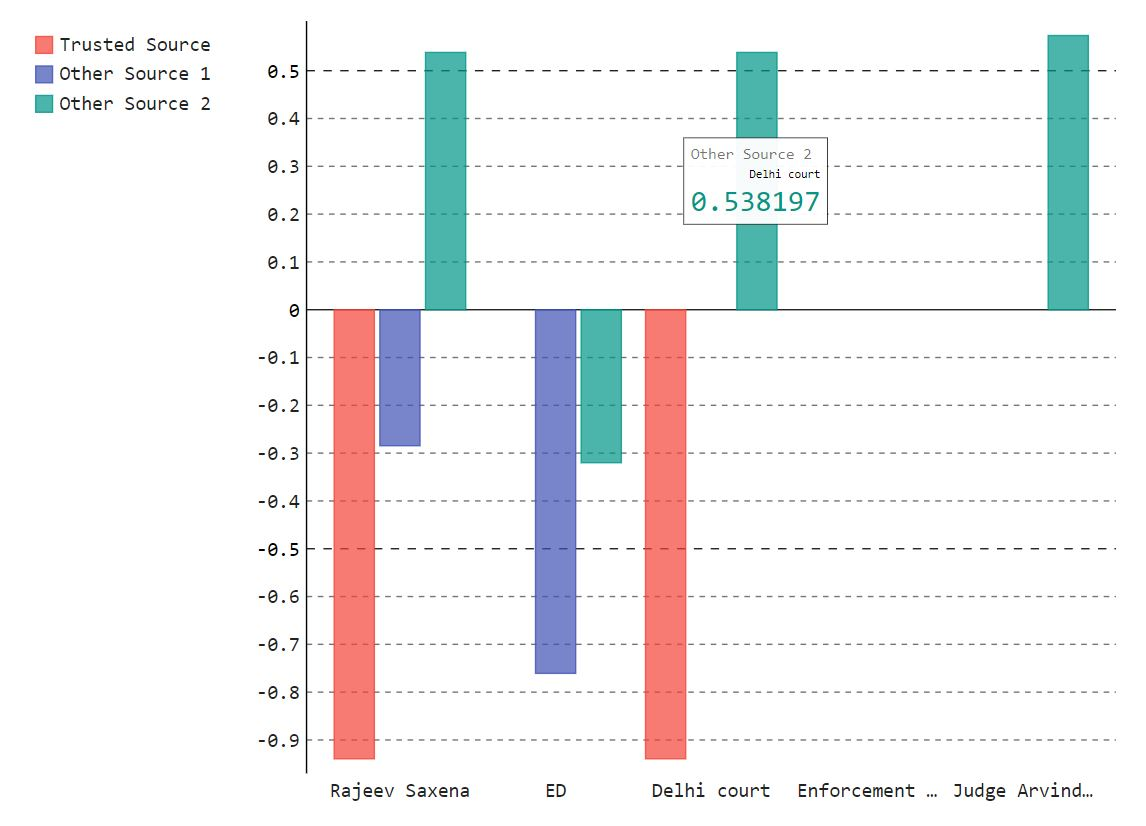 Trusted Source
Other Source 1
Other Source 2
0.5
0.4
0.3
0.2
0.1
0
-0.1
-0.2
-0.3
-0.4
-0.5
-0.6
-0.7
-0.8
-0.9
Other Source 2
Delhi court
0.538197
Rajeev Saxena ED Delhi court Enforcement … Judge Arvind…